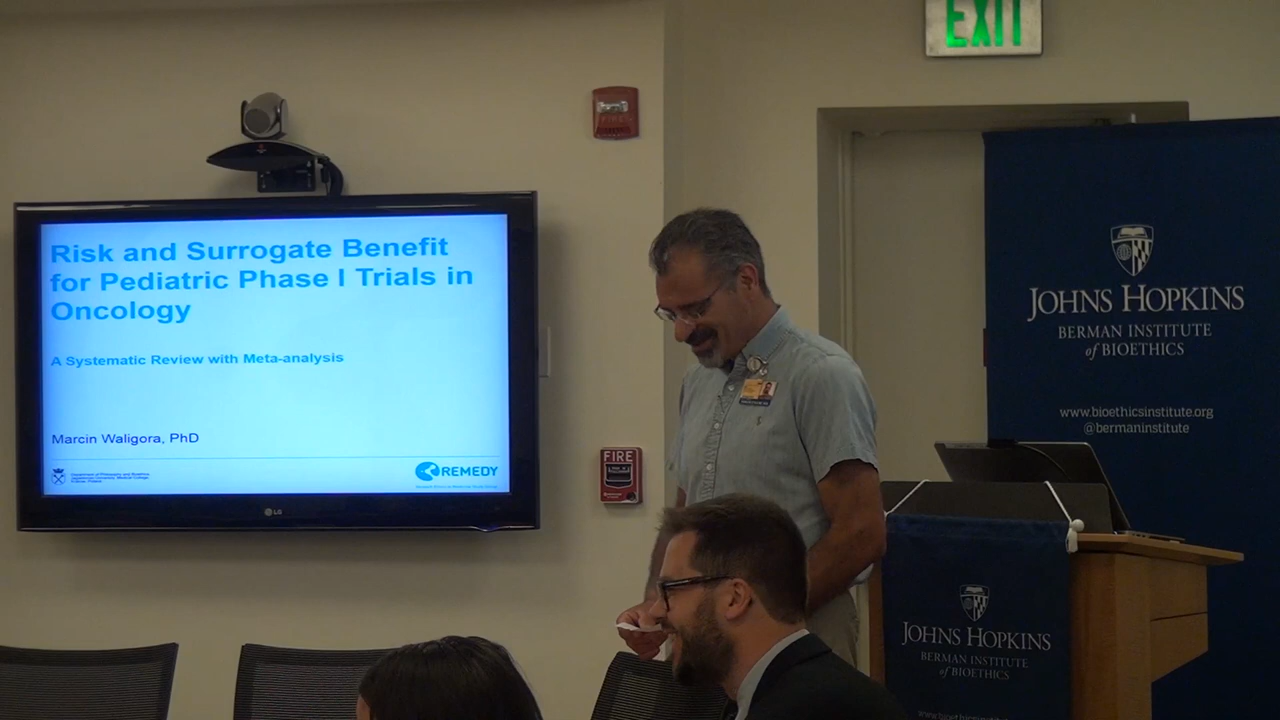 EXIT
FIRE
Risk and Surrogate Benefit
for Pediatric Phase I Trials in
Oncology
A Systematic Review with Meta-analysis
Marcin Waligora, PhD
REMEDY
LG
FIRE
JOHNS HOPKINS
BERMAN INSTITUTE
of BIOETHICS
www.bioethicsinstitute.org
@bermaninstitute
JOHNS HOPKINS
BERMAN INSTITUTE
of BIOETHICS